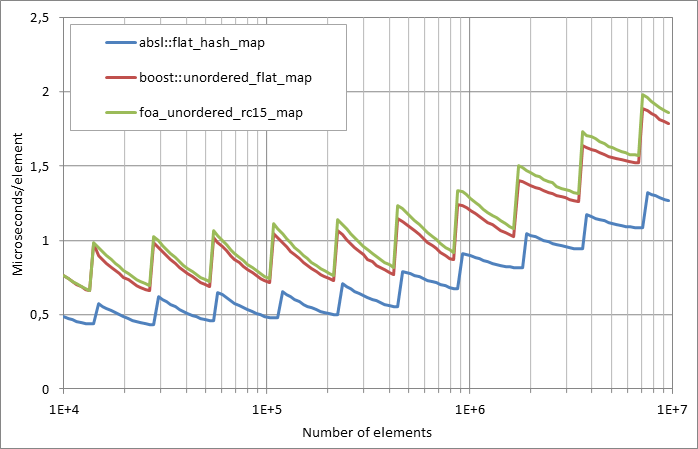 2,5
2
1,5
1
0,5
0
Microseconds/element
absl::flat_hash_map
boost::unordered_flat_map
foa_unordered_rc15_map
1E+4 1E+5 1E+6 1E+7
Number of elements